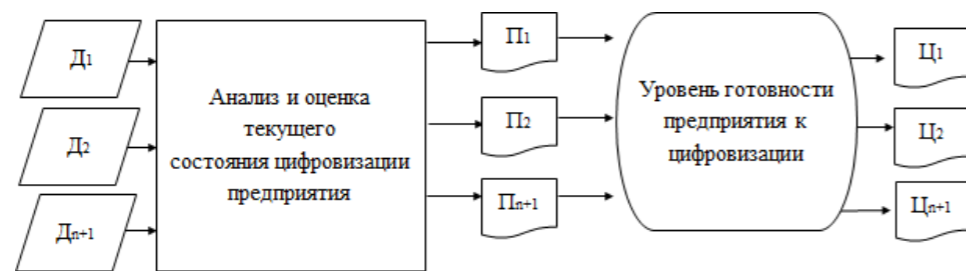 Д1
Д2
Дn+1
Анализ и оценка
текущего
состояния цифровизации
предприятия
П1
П2
Пn+1
Уровень готовности
предприятия к
цифровизации
Ц1
Ц2
Цn+1